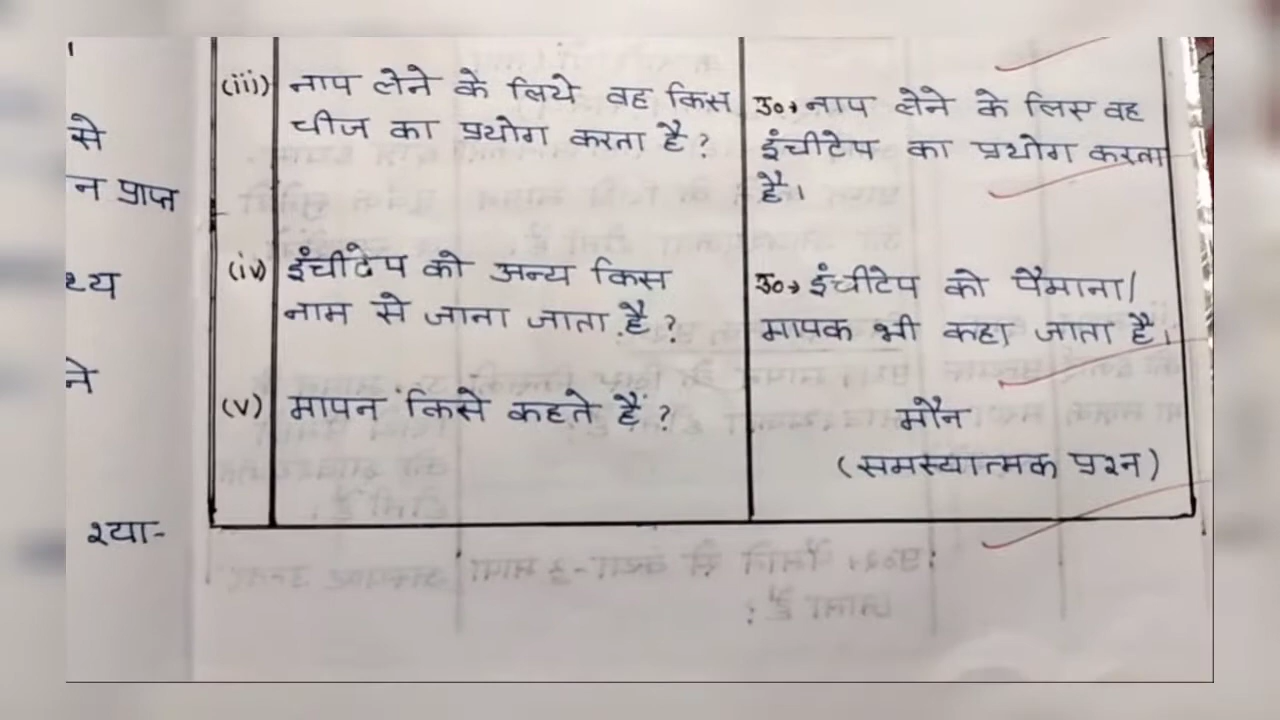 से
न प्राप्त
थ्य
ने
श्या-
(iii) नाप लेने के लिये वह किस
चीज का प्रयोग करता है?
उ०→ नाप लेने के लिए वह
इंचीटेप का प्रयोग करता
है।
(iv) इंचीटेप को अन्य किस
नाम से जाना जाता है?
उ०→ इंचीटेप को पैमाना/
मापक भी कहा जाता है।
(v) मापन किसे कहते हैं?
मौन
(समस्यात्मक प्रश्न)